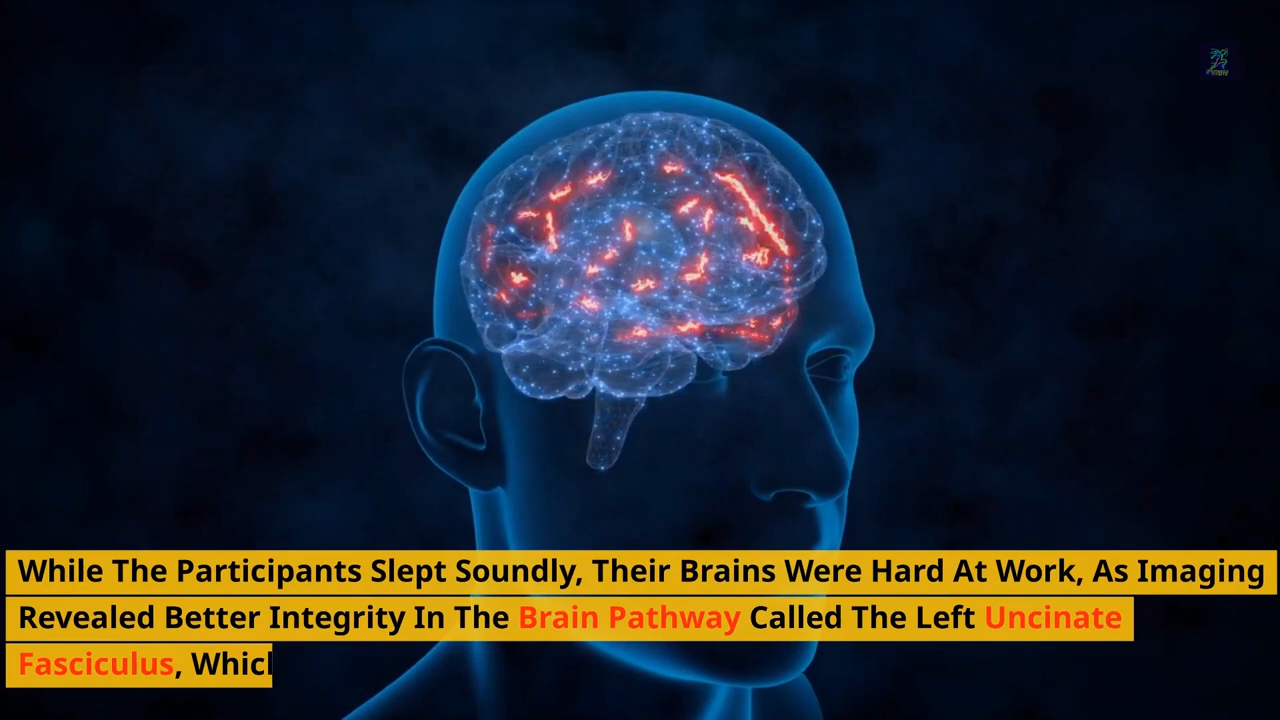 While The Participants Slept Soundly, Their Brains Were Hard At Work, As Imaging
Revealed Better Integrity In The Brain Pathway Called The Left Uncinate
Fasciculus,